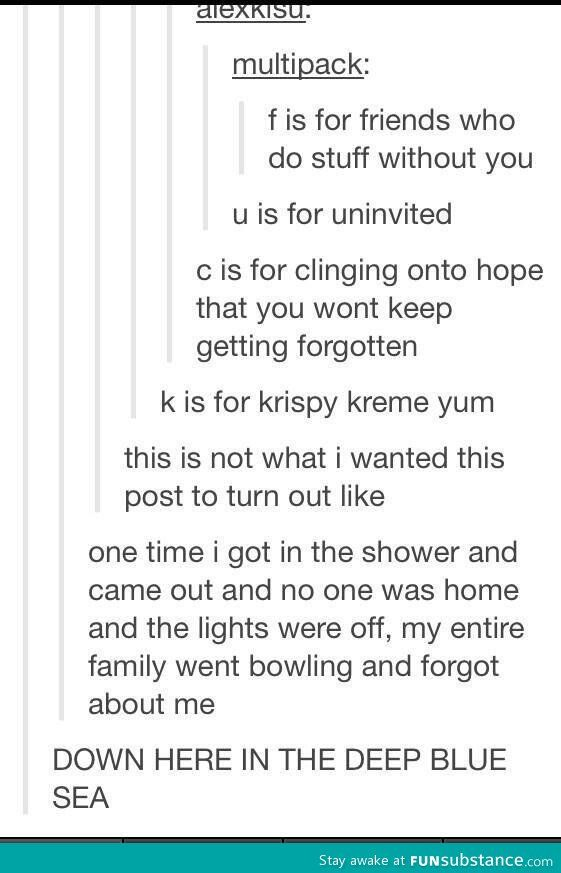 alexkisu:
multipack:
f is for friends who
do stuff without you
u is for uninvited
c is for clinging onto hope
that you wont keep
getting forgotten
k is for krispy kreme yum
this is not what i wanted this
post to turn out like
one time i got in the shower and
came out and no one was home
and the lights were off, my entire
family went bowling and forgot
about me
DOWN HERE IN THE DEEP BLUE
SEA
Stay awake at FUNsubstance.com